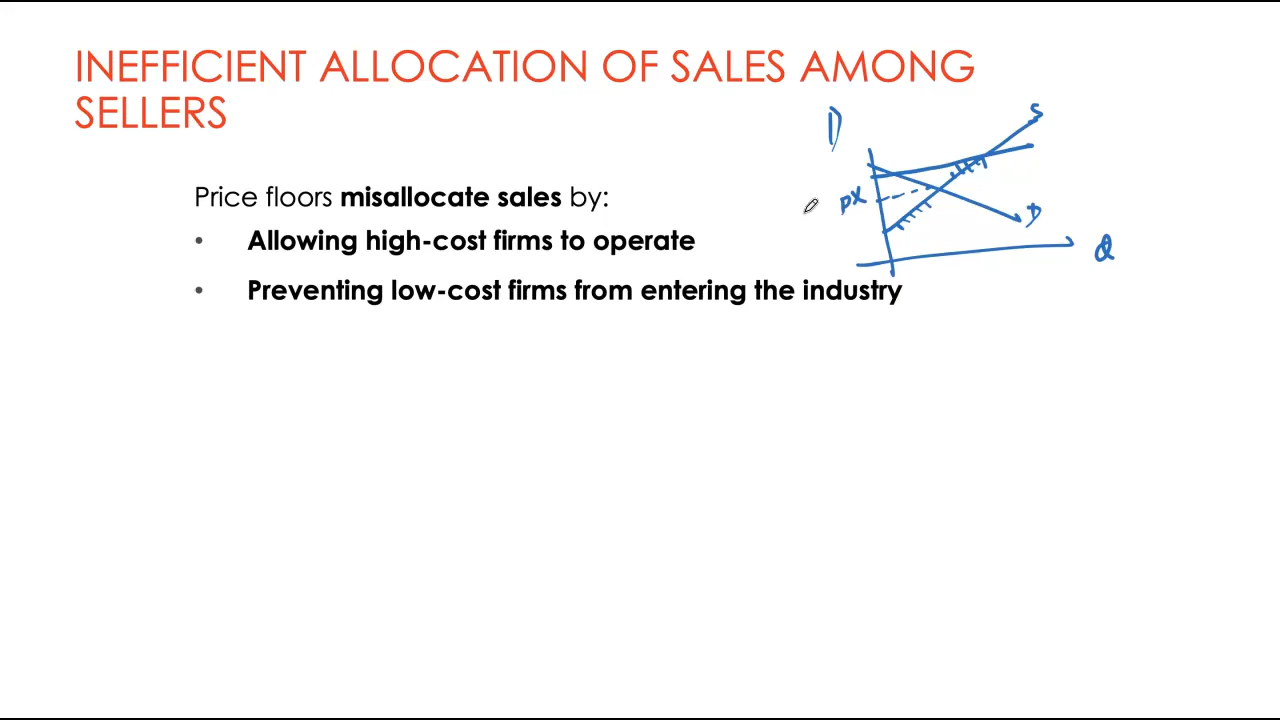 INEFFICIENT ALLOCATION OF SALES AMONG
SELLERS
Price floors misallocate sales by:
• Allowing high-cost firms to operate
• Preventing low-cost firms from entering the industry
S
D
Q